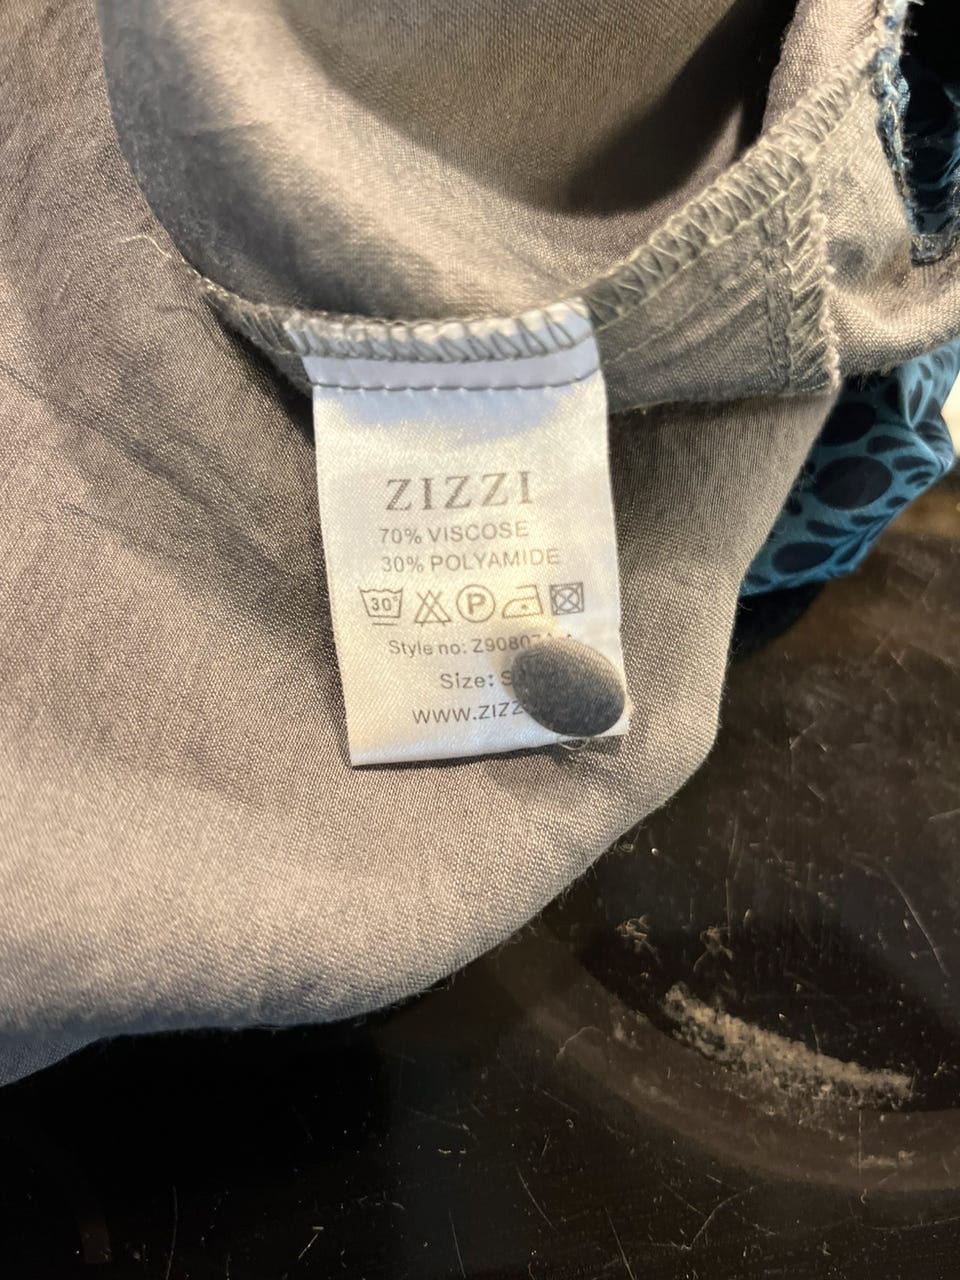 ZIZZI
70% VISCOSE
30% POLYAMIDE
30 P
Style no:
Size: